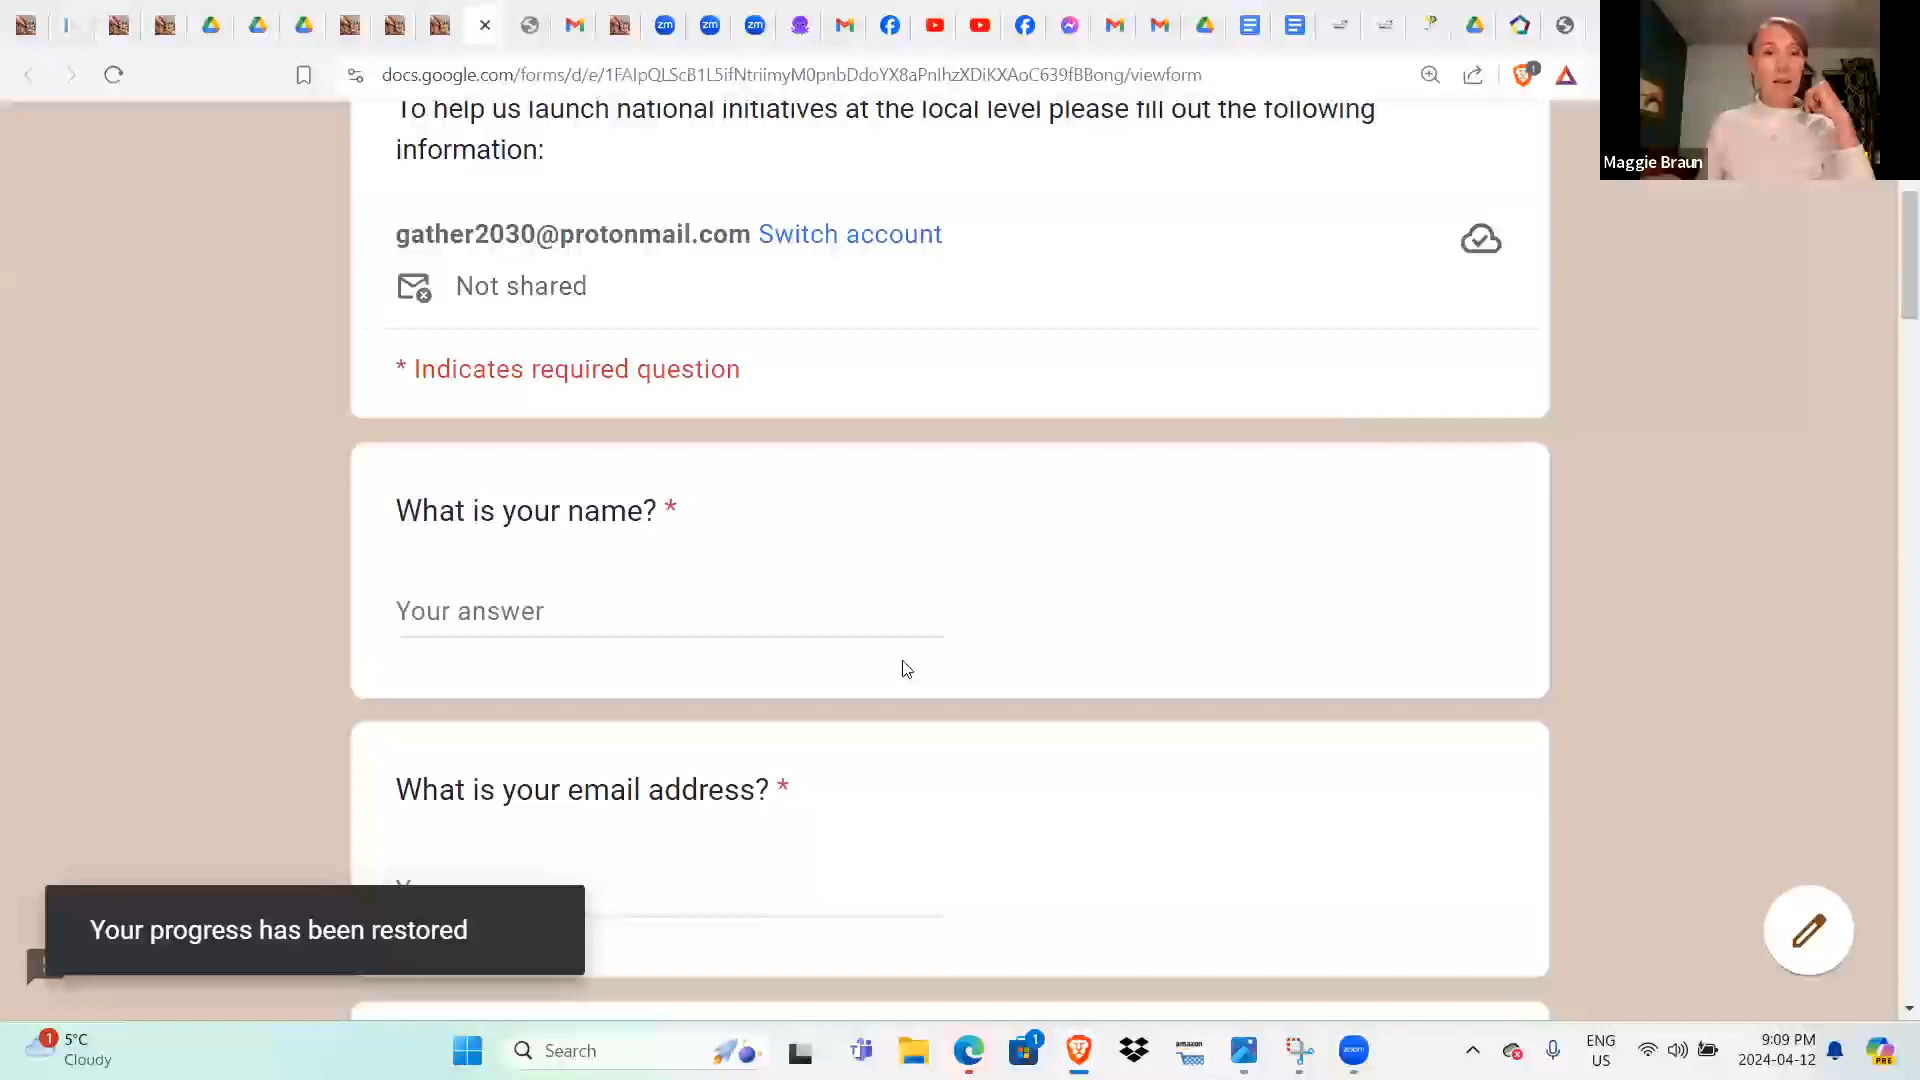 docs.google.com/forms/d/e/1FAIpQLScB1L5ifNtriimyM0pnbDdoYX8aPnIhzXDiKXAoC639fBBong/viewform
Maggie Braun
To help us launch national initiatives at the local level please fill out the following
information:
gather2030@protonmail.com Switch account
Not shared
* Indicates required question
What is your name? *
Your answer
What is your email address? *
Your progress has been restored
5°C
Cloudy
Search
ENG
US
9:09 PM
2024-04-12